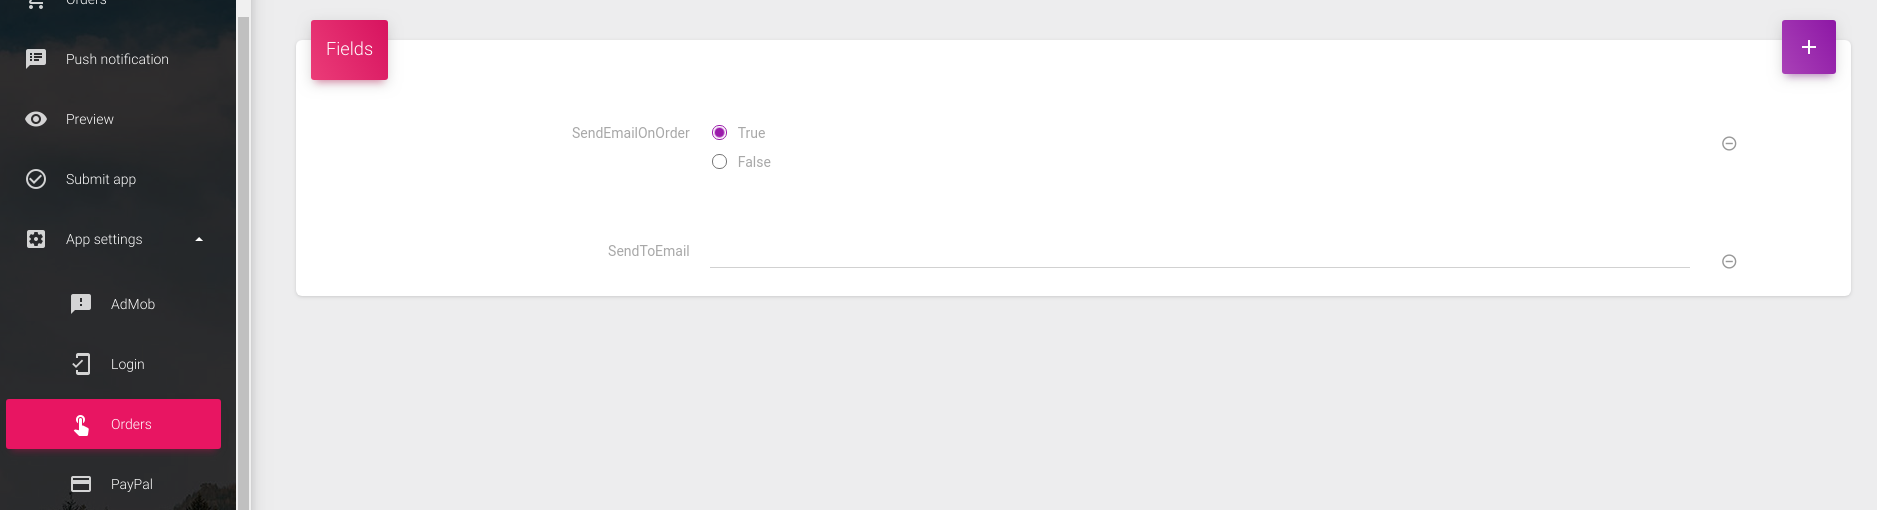 Orders
Push notification
Preview
Submit app
App settings
AdMob
Login
Orders
PayPal
Fields
+
SendEmailOnOrder
True
False
SendToEmail